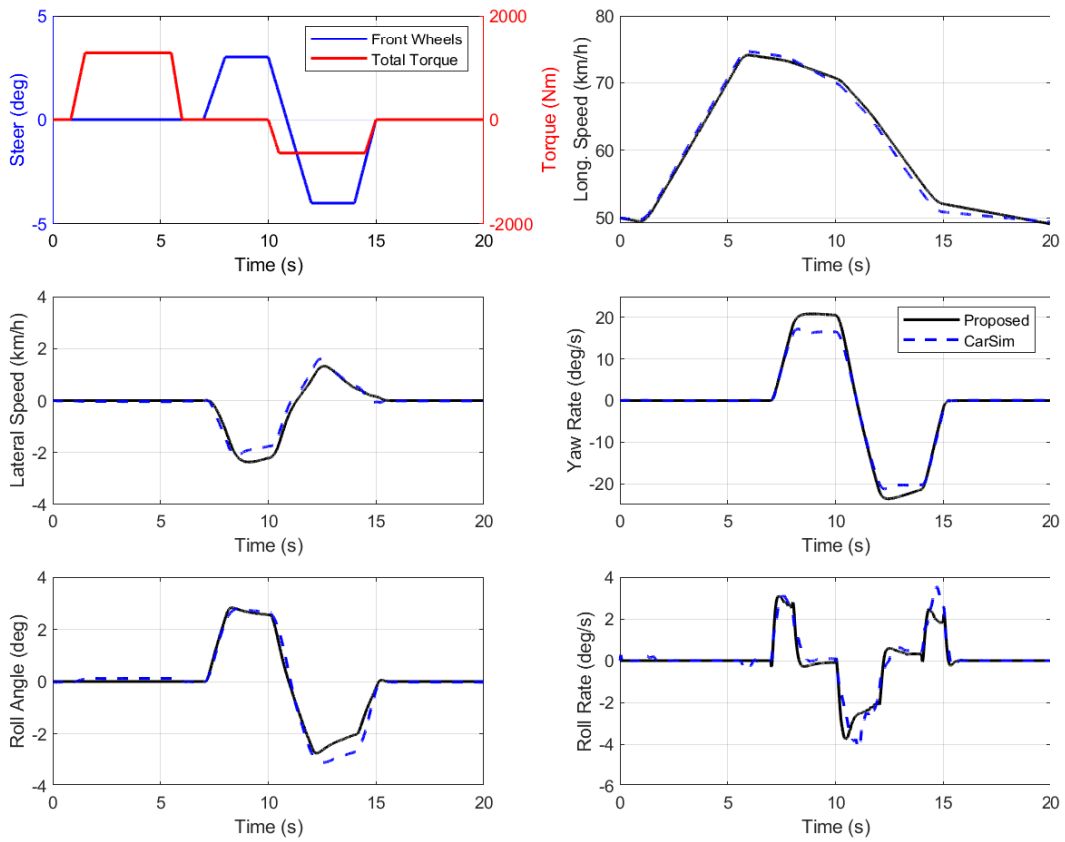 5
0
-5
Steer (deg)
2000
0
-2000
Torque (Nm)
Front Wheels
Total Torque
0 5 10 15 20
Time (s)
80
70
60
50
Long. Speed (km/h)
0 5 10 15 20
Time (s)
4
2
0
-2
-4
Lateral Speed (km/h)
0 5 10 15 20
Time (s)
20
10
0
-10
-20
Yaw Rate (deg/s)
Proposed
CarSim
0 5 10 15 20
Time (s)
4
2
0
-2
-4
Roll Angle (deg)
0 5 10 15 20
Time (s)
4
2
0
-2
-4
-6
Roll Rate (deg/s)
0 5 10 15 20
Time (s)